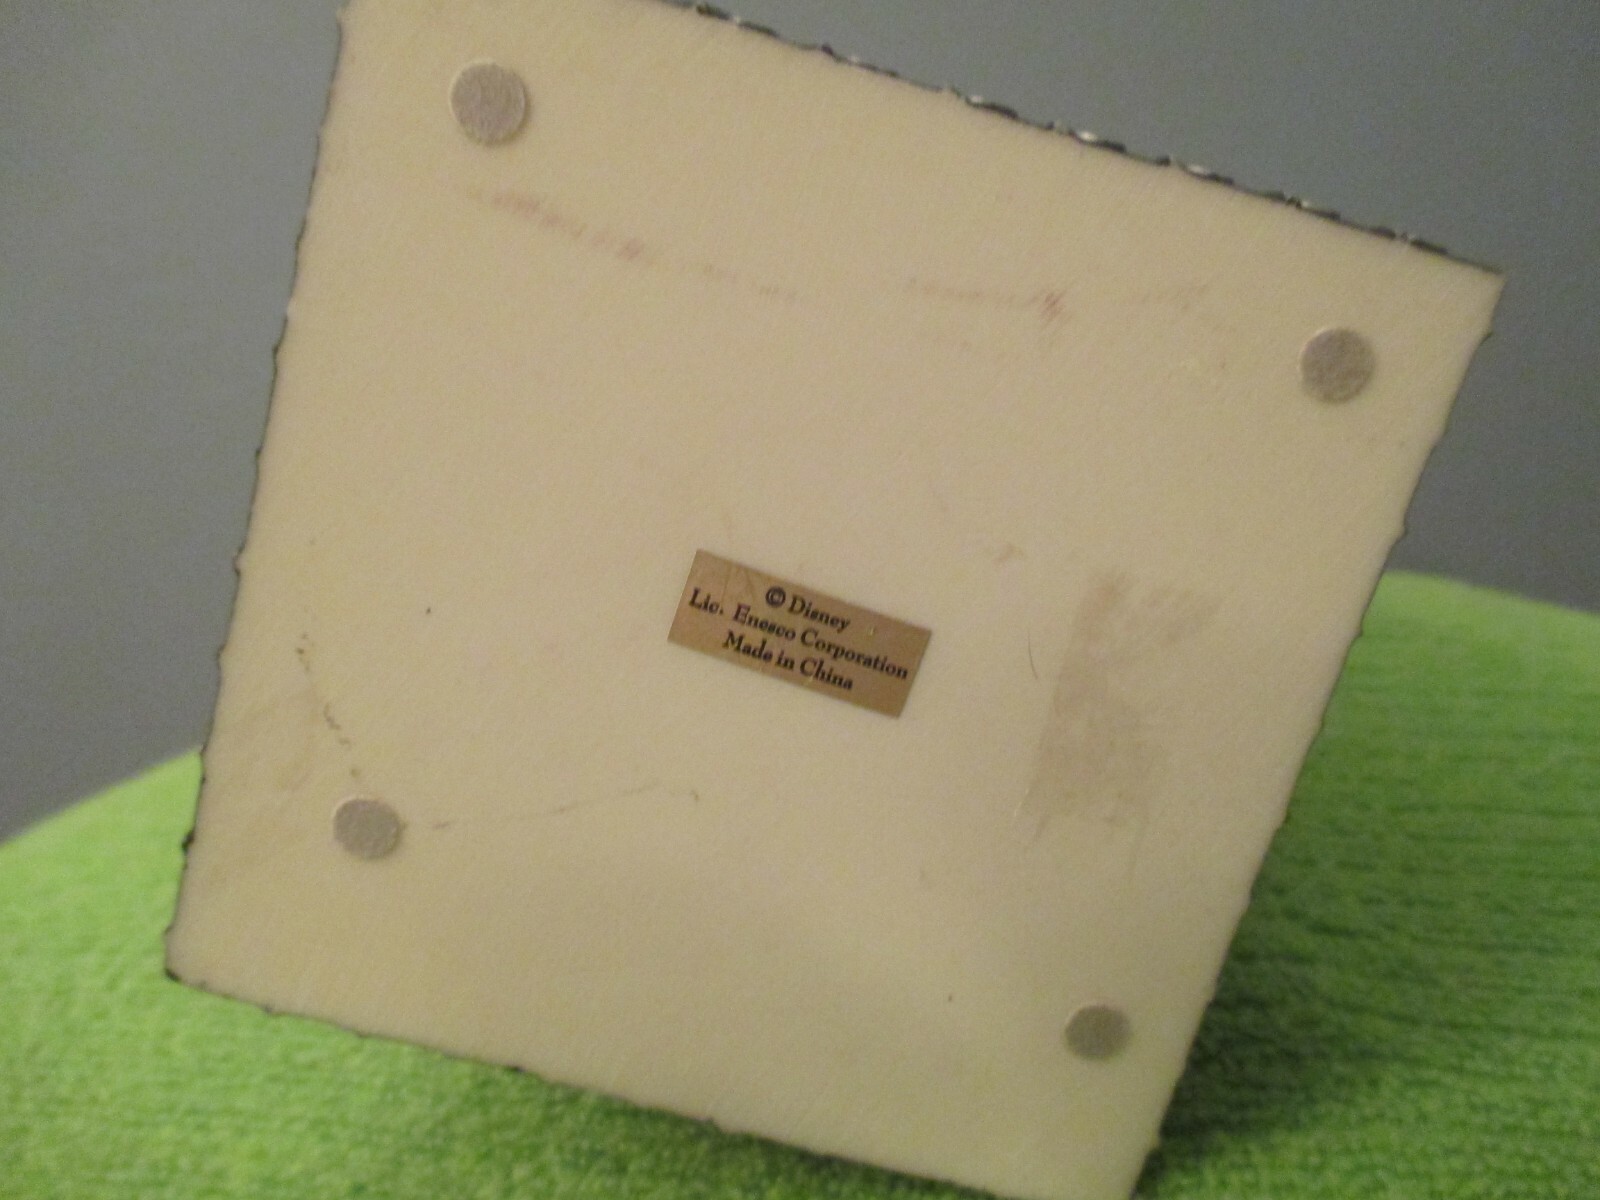 © Disney
Lic. Enesco Corporation
Made in China